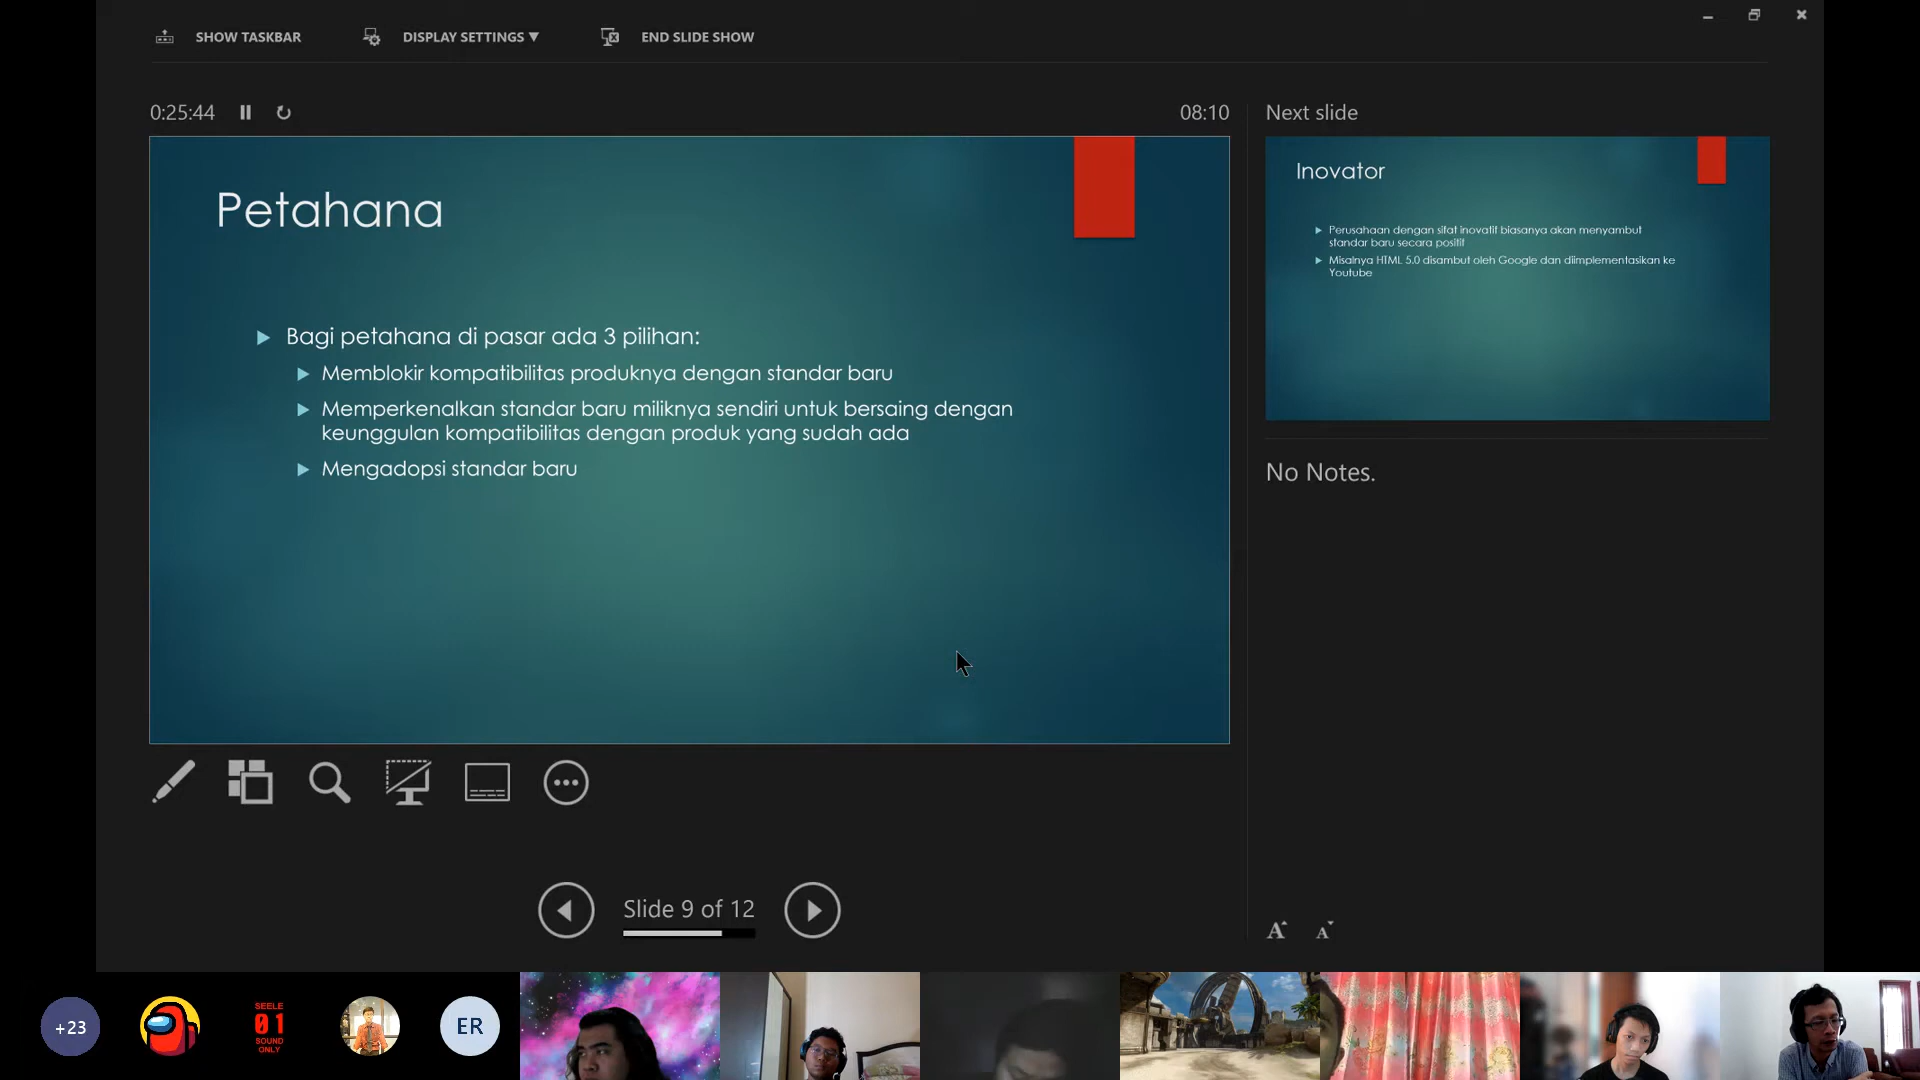 SHOW TASKBAR
DISPLAY SETTINGS ▼
END SLIDE SHOW
0:25:44
08:10
Petahana
Bagi petahana di pasar ada 3 pilihan:
Memblokir kompatibilitas produknya dengan standar baru
Memperkenalkan standar baru miliknya sendiri untuk bersaing dengan
keunggulan kompatibilitas dengan produk yang sudah ada
Mengadopsi standar baru
Next slide
Inovator
Perusahaan dengan sifat inovatif biasanya akan menyambut
standar baru secara positif
Misalnya HTML 5.0 disambut oleh Google dan diimplementasikan ke
Youtube
No Notes.
Slide 9 of 12
A A
+23
SEELE
01
SOUND
ONLY
ER